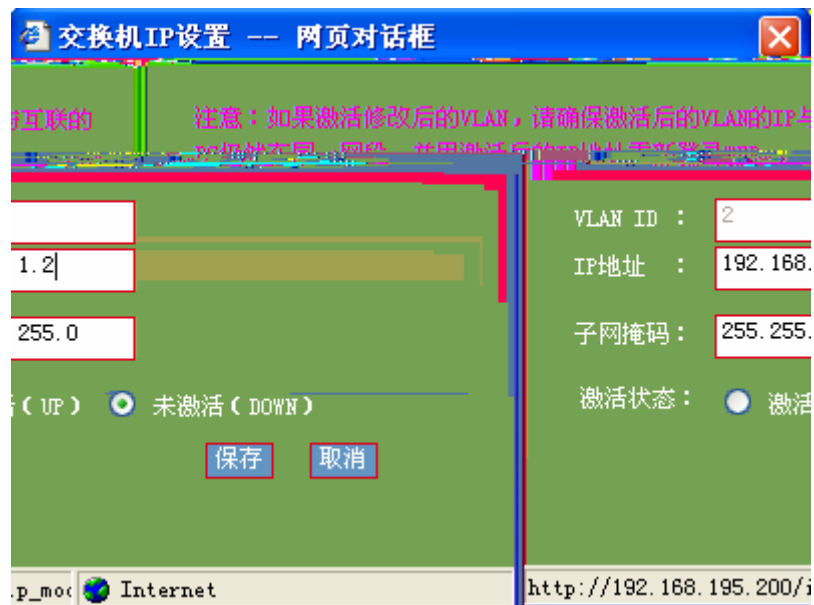 交换机IP设置 -- 网页对话框
互联的
注意：如果激活修改后的VLAN，请确保激活后的VLAN的IP与
VLAN ID ： 2
1.2
IP地址 ： 192.168.
255.0
子网掩码： 255.255.
(UP) 未激活(DOWN)
激活状态： 激活
保存 取消
Internet
http://192.168.195.200/i